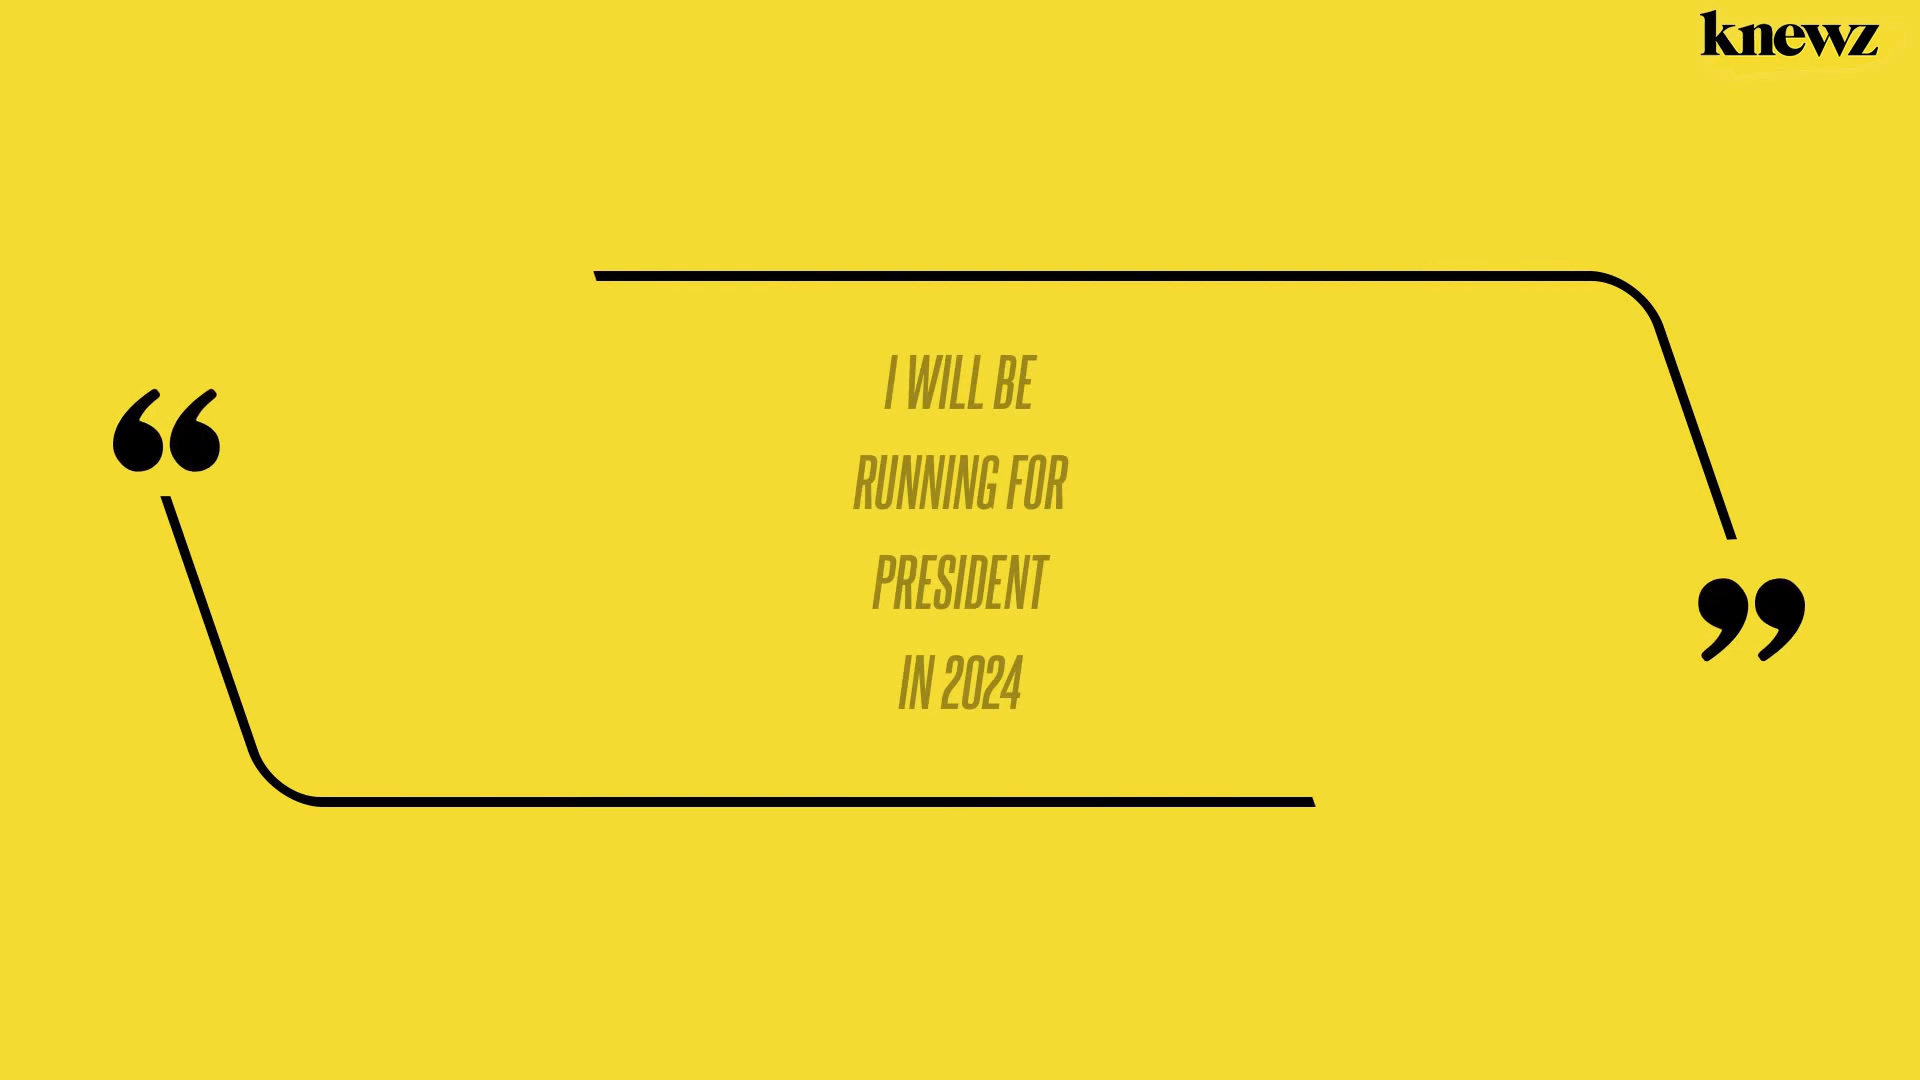 knewz
“
I WILL BE
RUNNING FOR
PRESIDENT
IN 2024
”